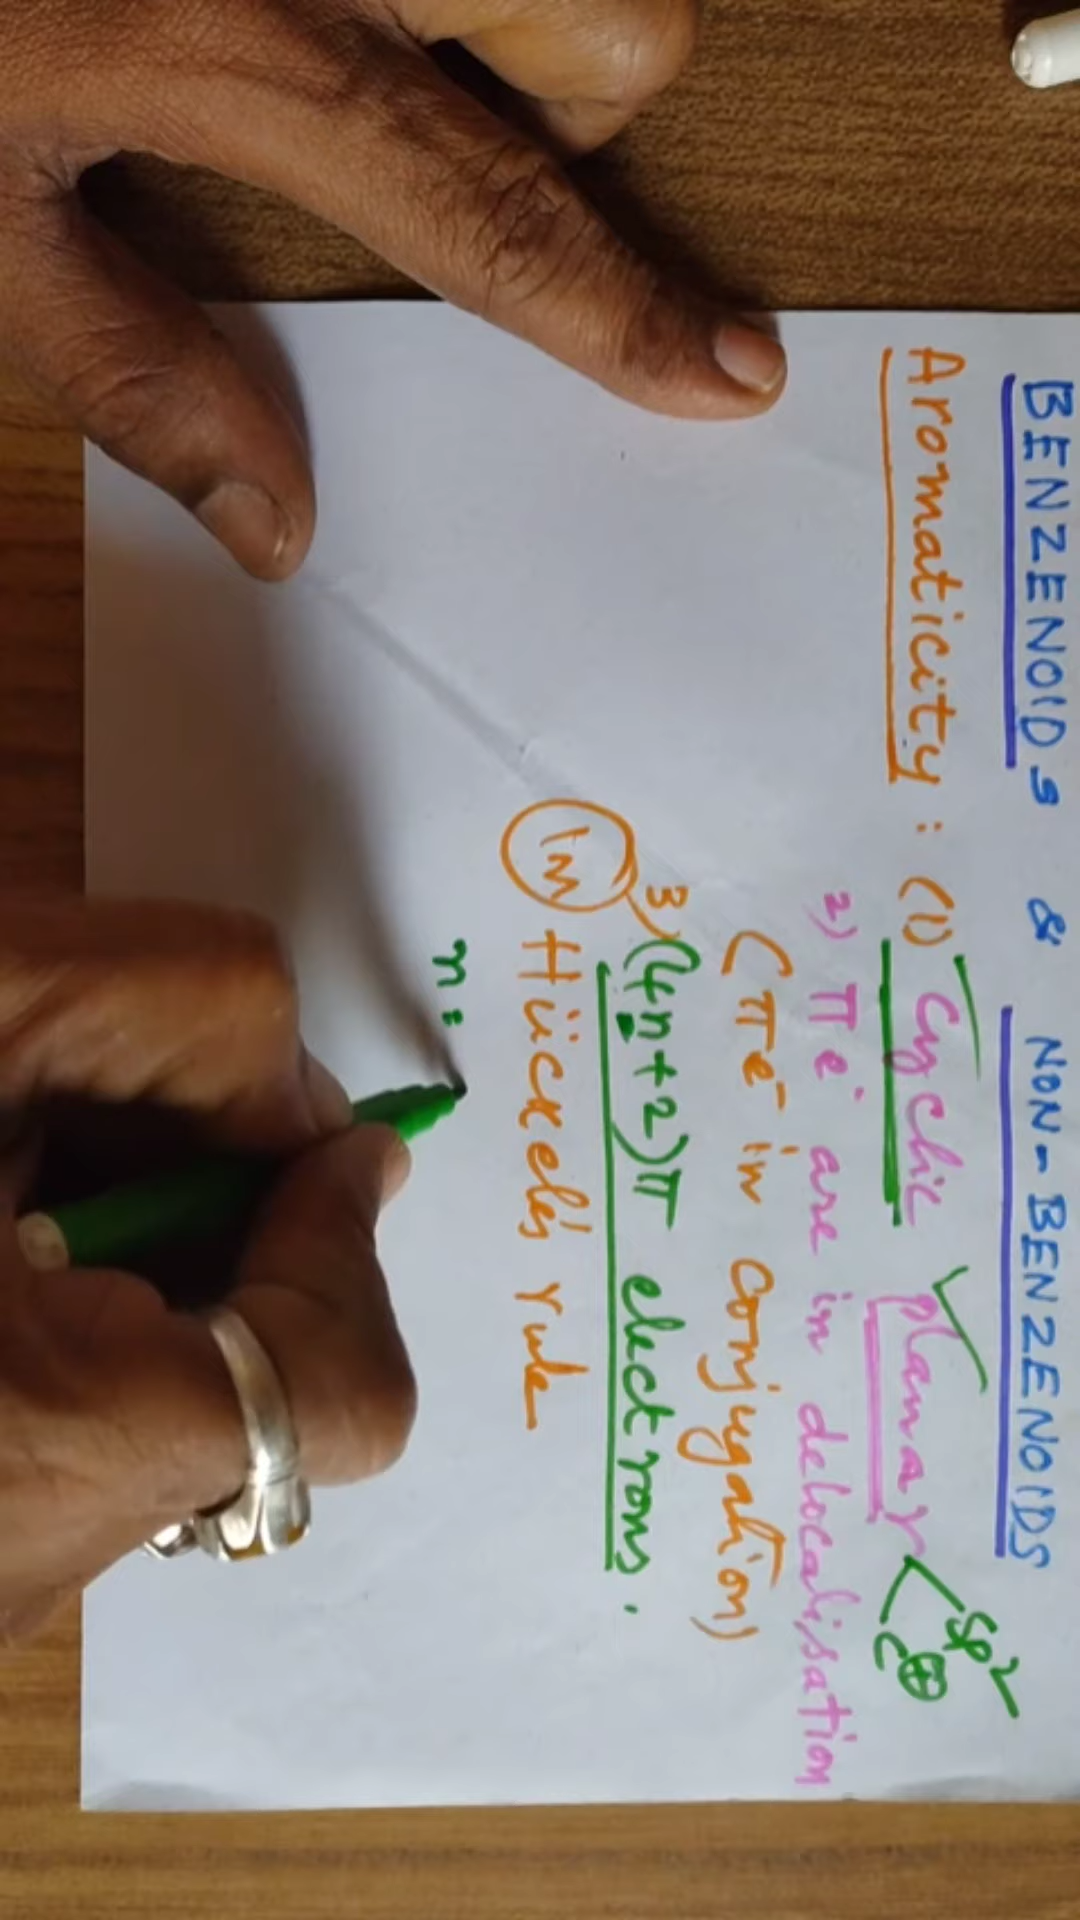 BENZENOIDS & NON-BENZENOIDS
Aromaticity : (1) Cyclic planar sp2
C⊕
2) πe⁻ are in delocalisation
(πe⁻ in conjugation)
3) (4n+2)π electrons.
IM Hückel's rule
n =